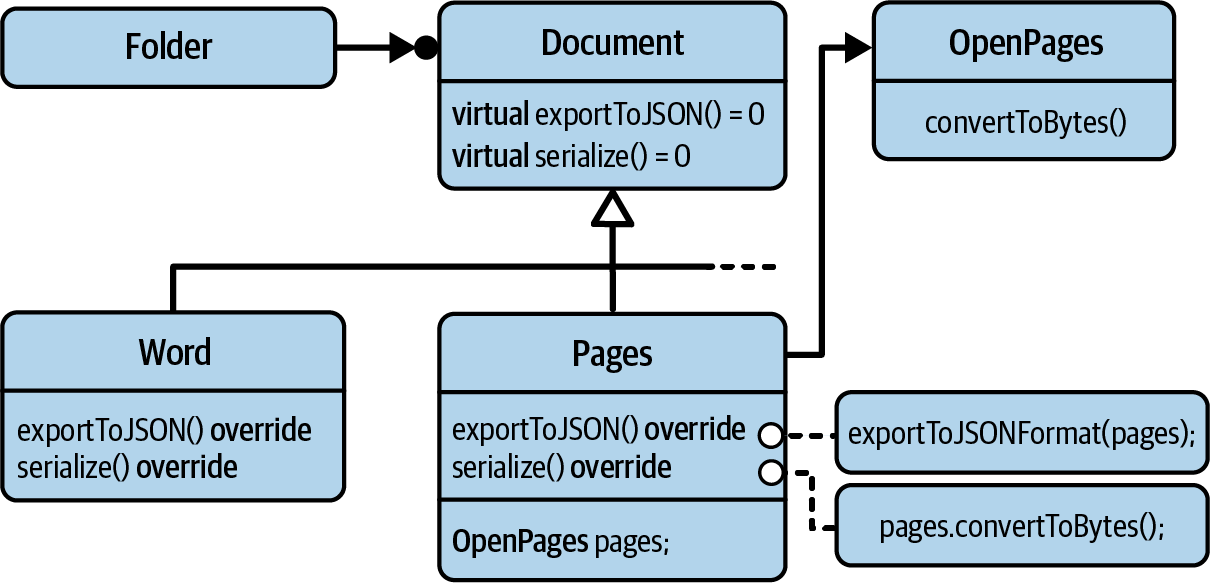 Folder
Document
virtual exportToJSON() = 0
virtual serialize() = 0
OpenPages
convertToBytes()
Word
exportToJSON() override
serialize() override
Pages
exportToJSON() override
serialize() override
OpenPages pages;
exportToJSONFormat(pages);
pages.convertToBytes();